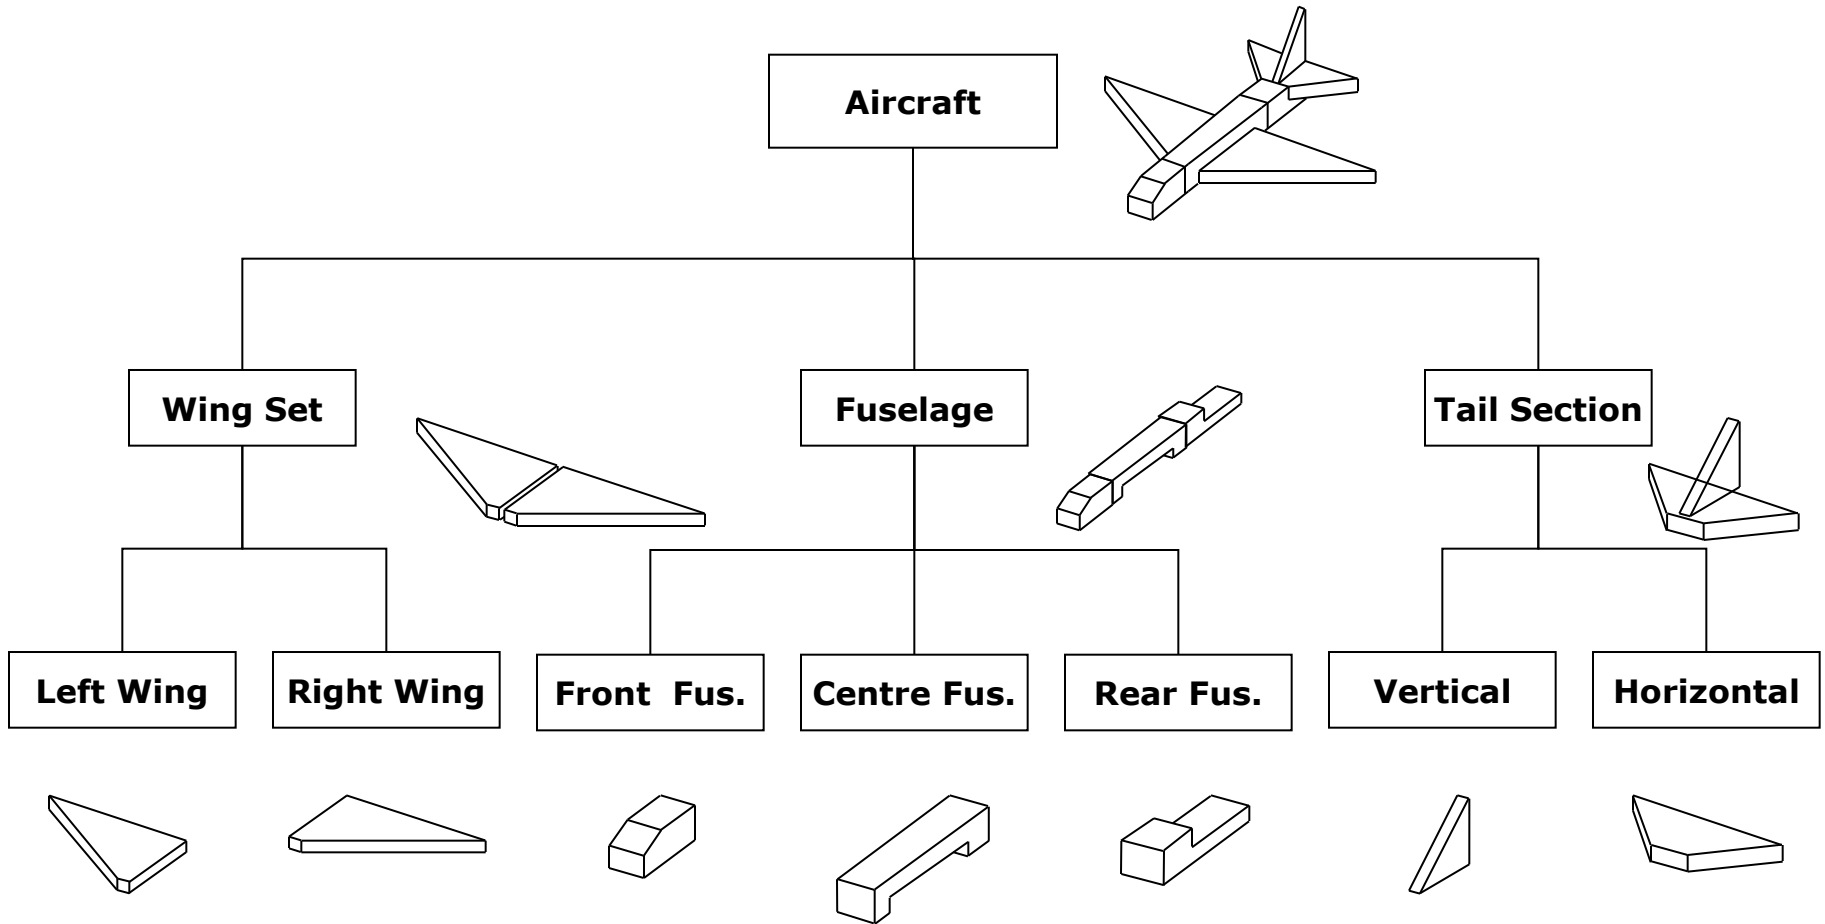 Aircraft
Wing Set
Fuselage
Tail Section
Left Wing
Right Wing
Front  Fus.
Centre Fus.
Rear Fus.
Vertical
Horizontal